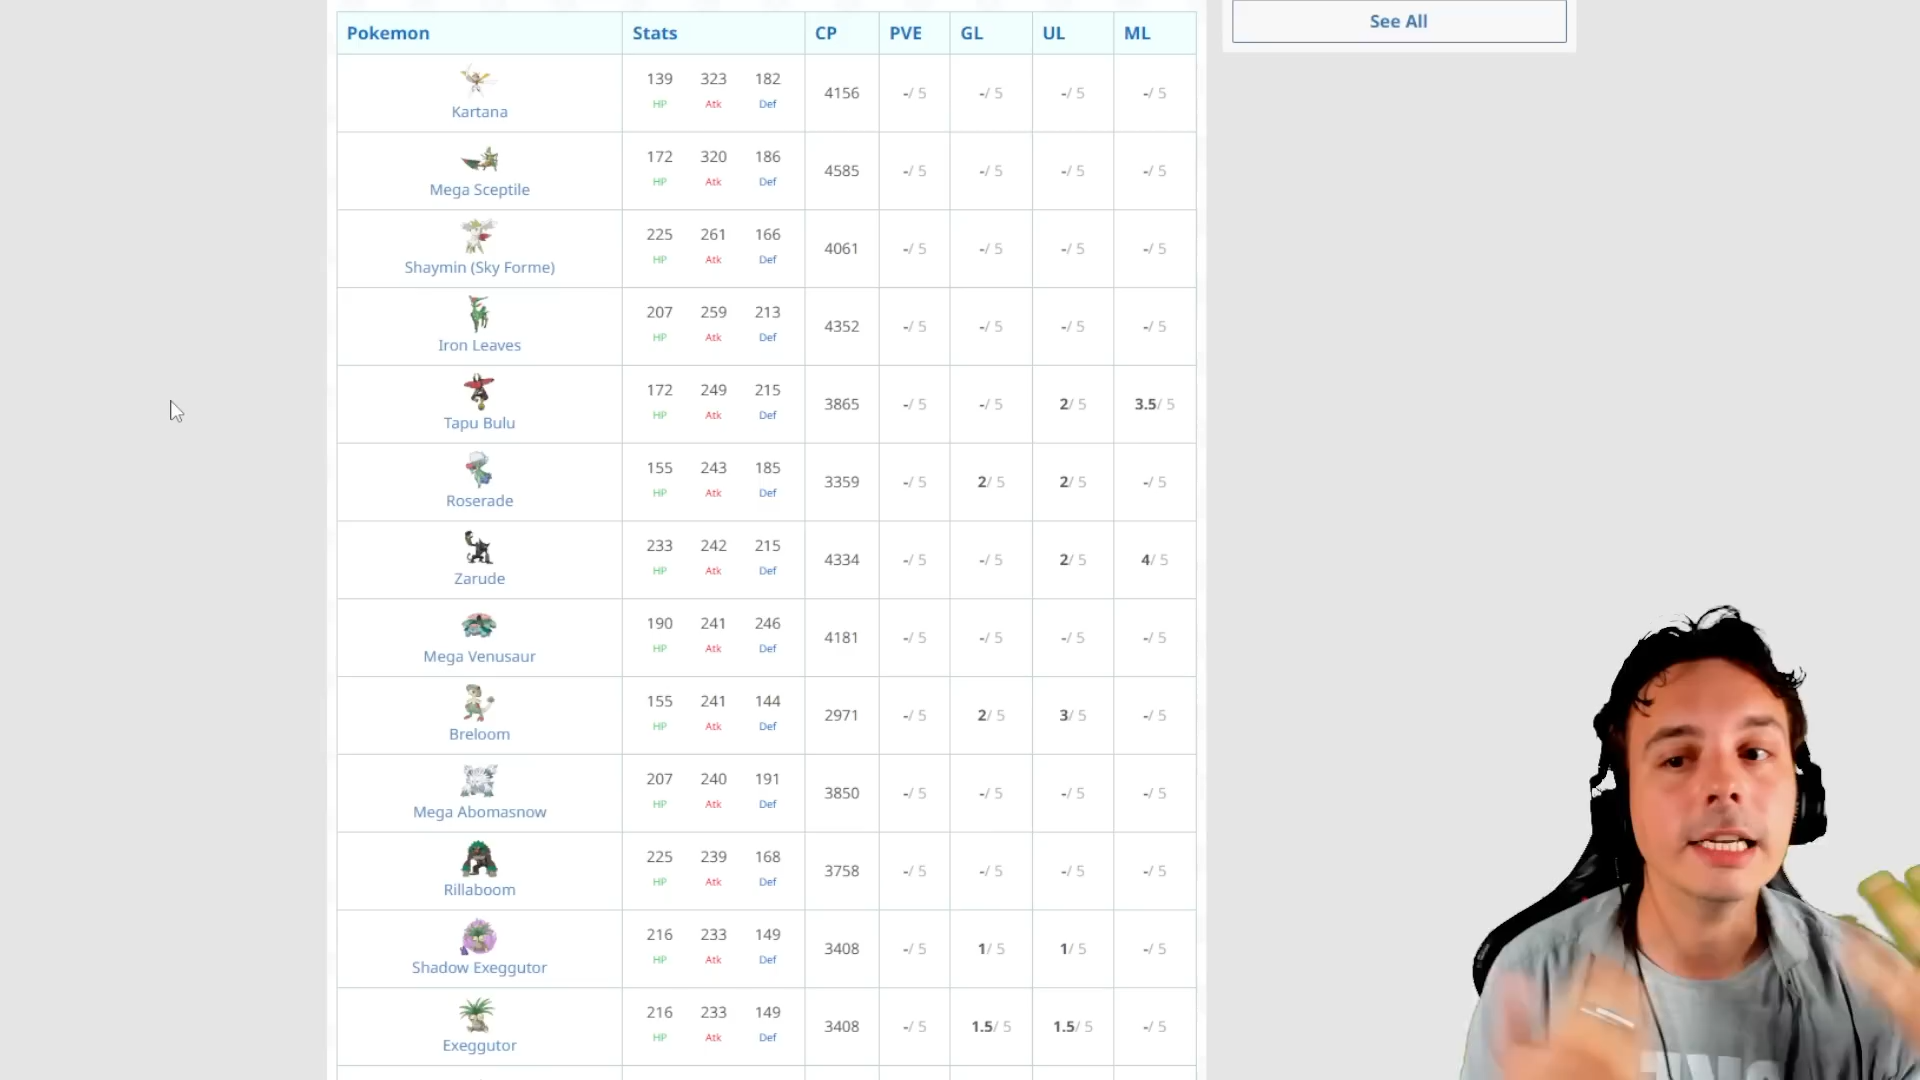 See All
Pokemon Stats CP PVE GL UL ML
139 323 182
HP Atk Def
4156 -/ 5 -/ 5 -/ 5 -/ 5
Kartana
172 320 186
HP Atk Def
4585 -/ 5 -/ 5 -/ 5 -/ 5
Mega Sceptile
225 261 166
HP Atk Def
4061 -/ 5 -/ 5 -/ 5 -/ 5
Shaymin (Sky Forme)
207 259 213
HP Atk Def
4352 -/ 5 -/ 5 -/ 5 -/ 5
Iron Leaves
172 249 215
HP Atk Def
3865 -/ 5 -/ 5 2/ 5 3.5/ 5
Tapu Bulu
155 243 185
HP Atk Def
3359 -/ 5 2/ 5 2/ 5 -/ 5
Roserade
233 242 215
HP Atk Def
4334 -/ 5 -/ 5 2/ 5 4/ 5
Zarude
190 241 246
HP Atk Def
4181 -/ 5 -/ 5 -/ 5 -/ 5
Mega Venusaur
155 241 144
HP Atk Def
2971 -/ 5 2/ 5 3/ 5 -/ 5
Breloom
207 240 191
HP Atk Def
3850 -/ 5 -/ 5 -/ 5 -/ 5
Mega Abomasnow
225 239 168
HP Atk Def
3758 -/ 5 -/ 5 -/ 5 -/ 5
Rillaboom
216 233 149
HP Atk Def
3408 -/ 5 1/ 5 1/ 5 -/ 5
Shadow Exeggutor
216 233 149
HP Atk Def
3408 -/ 5 1.5/ 5 1.5/ 5 -/ 5
Exeggutor